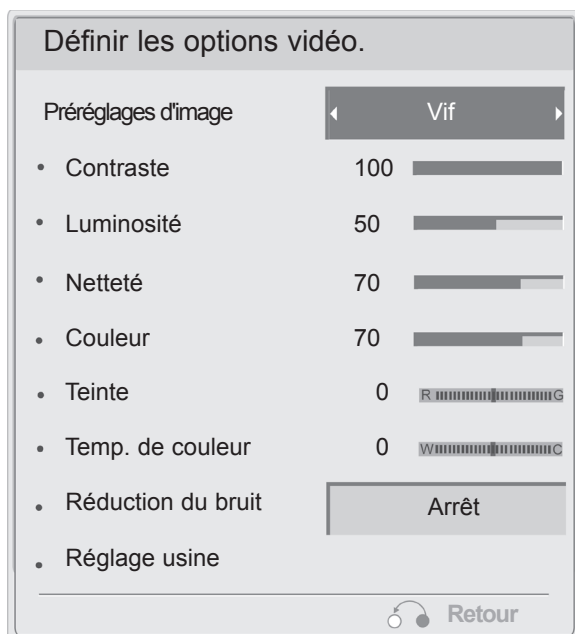 Définir les options vidéo.
Préréglages d'image Vif
• Contraste 100
• Luminosité 50
• Netteté 70
• Couleur 70
• Teinte 0 R G
• Temp. de couleur 0 W C
• Réduction du bruit Arrêt
• Réglage usine
Retour